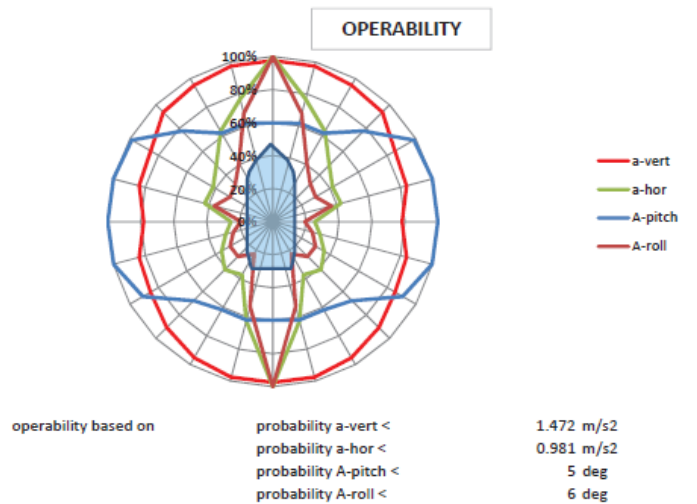 OPERABILITY
100%
80%
60%
40%
20%
0%
a-vert
a-hor
A-pitch
A-roll
operability based on probability a-vert < 1.472 m/s2
probability a-hor < 0.981 m/s2
probability A-pitch < 5 deg
probability A-roll < 6 deg